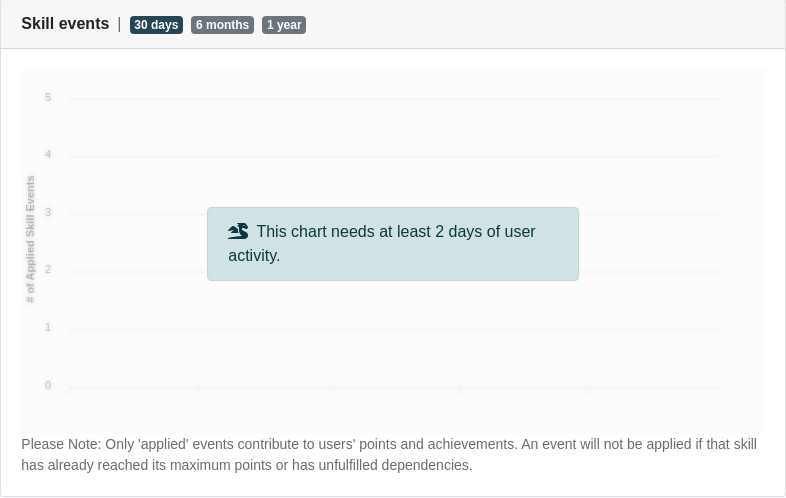 Skill events | 30 days 6 months 1 year
5
4
3
2
1
0
# of Applied Skill Events
This chart needs at least 2 days of user
activity.
Please Note: Only 'applied' events contribute to users' points and achievements. An event will not be applied if that skill
has already reached its maximum points or has unfulfilled dependencies.